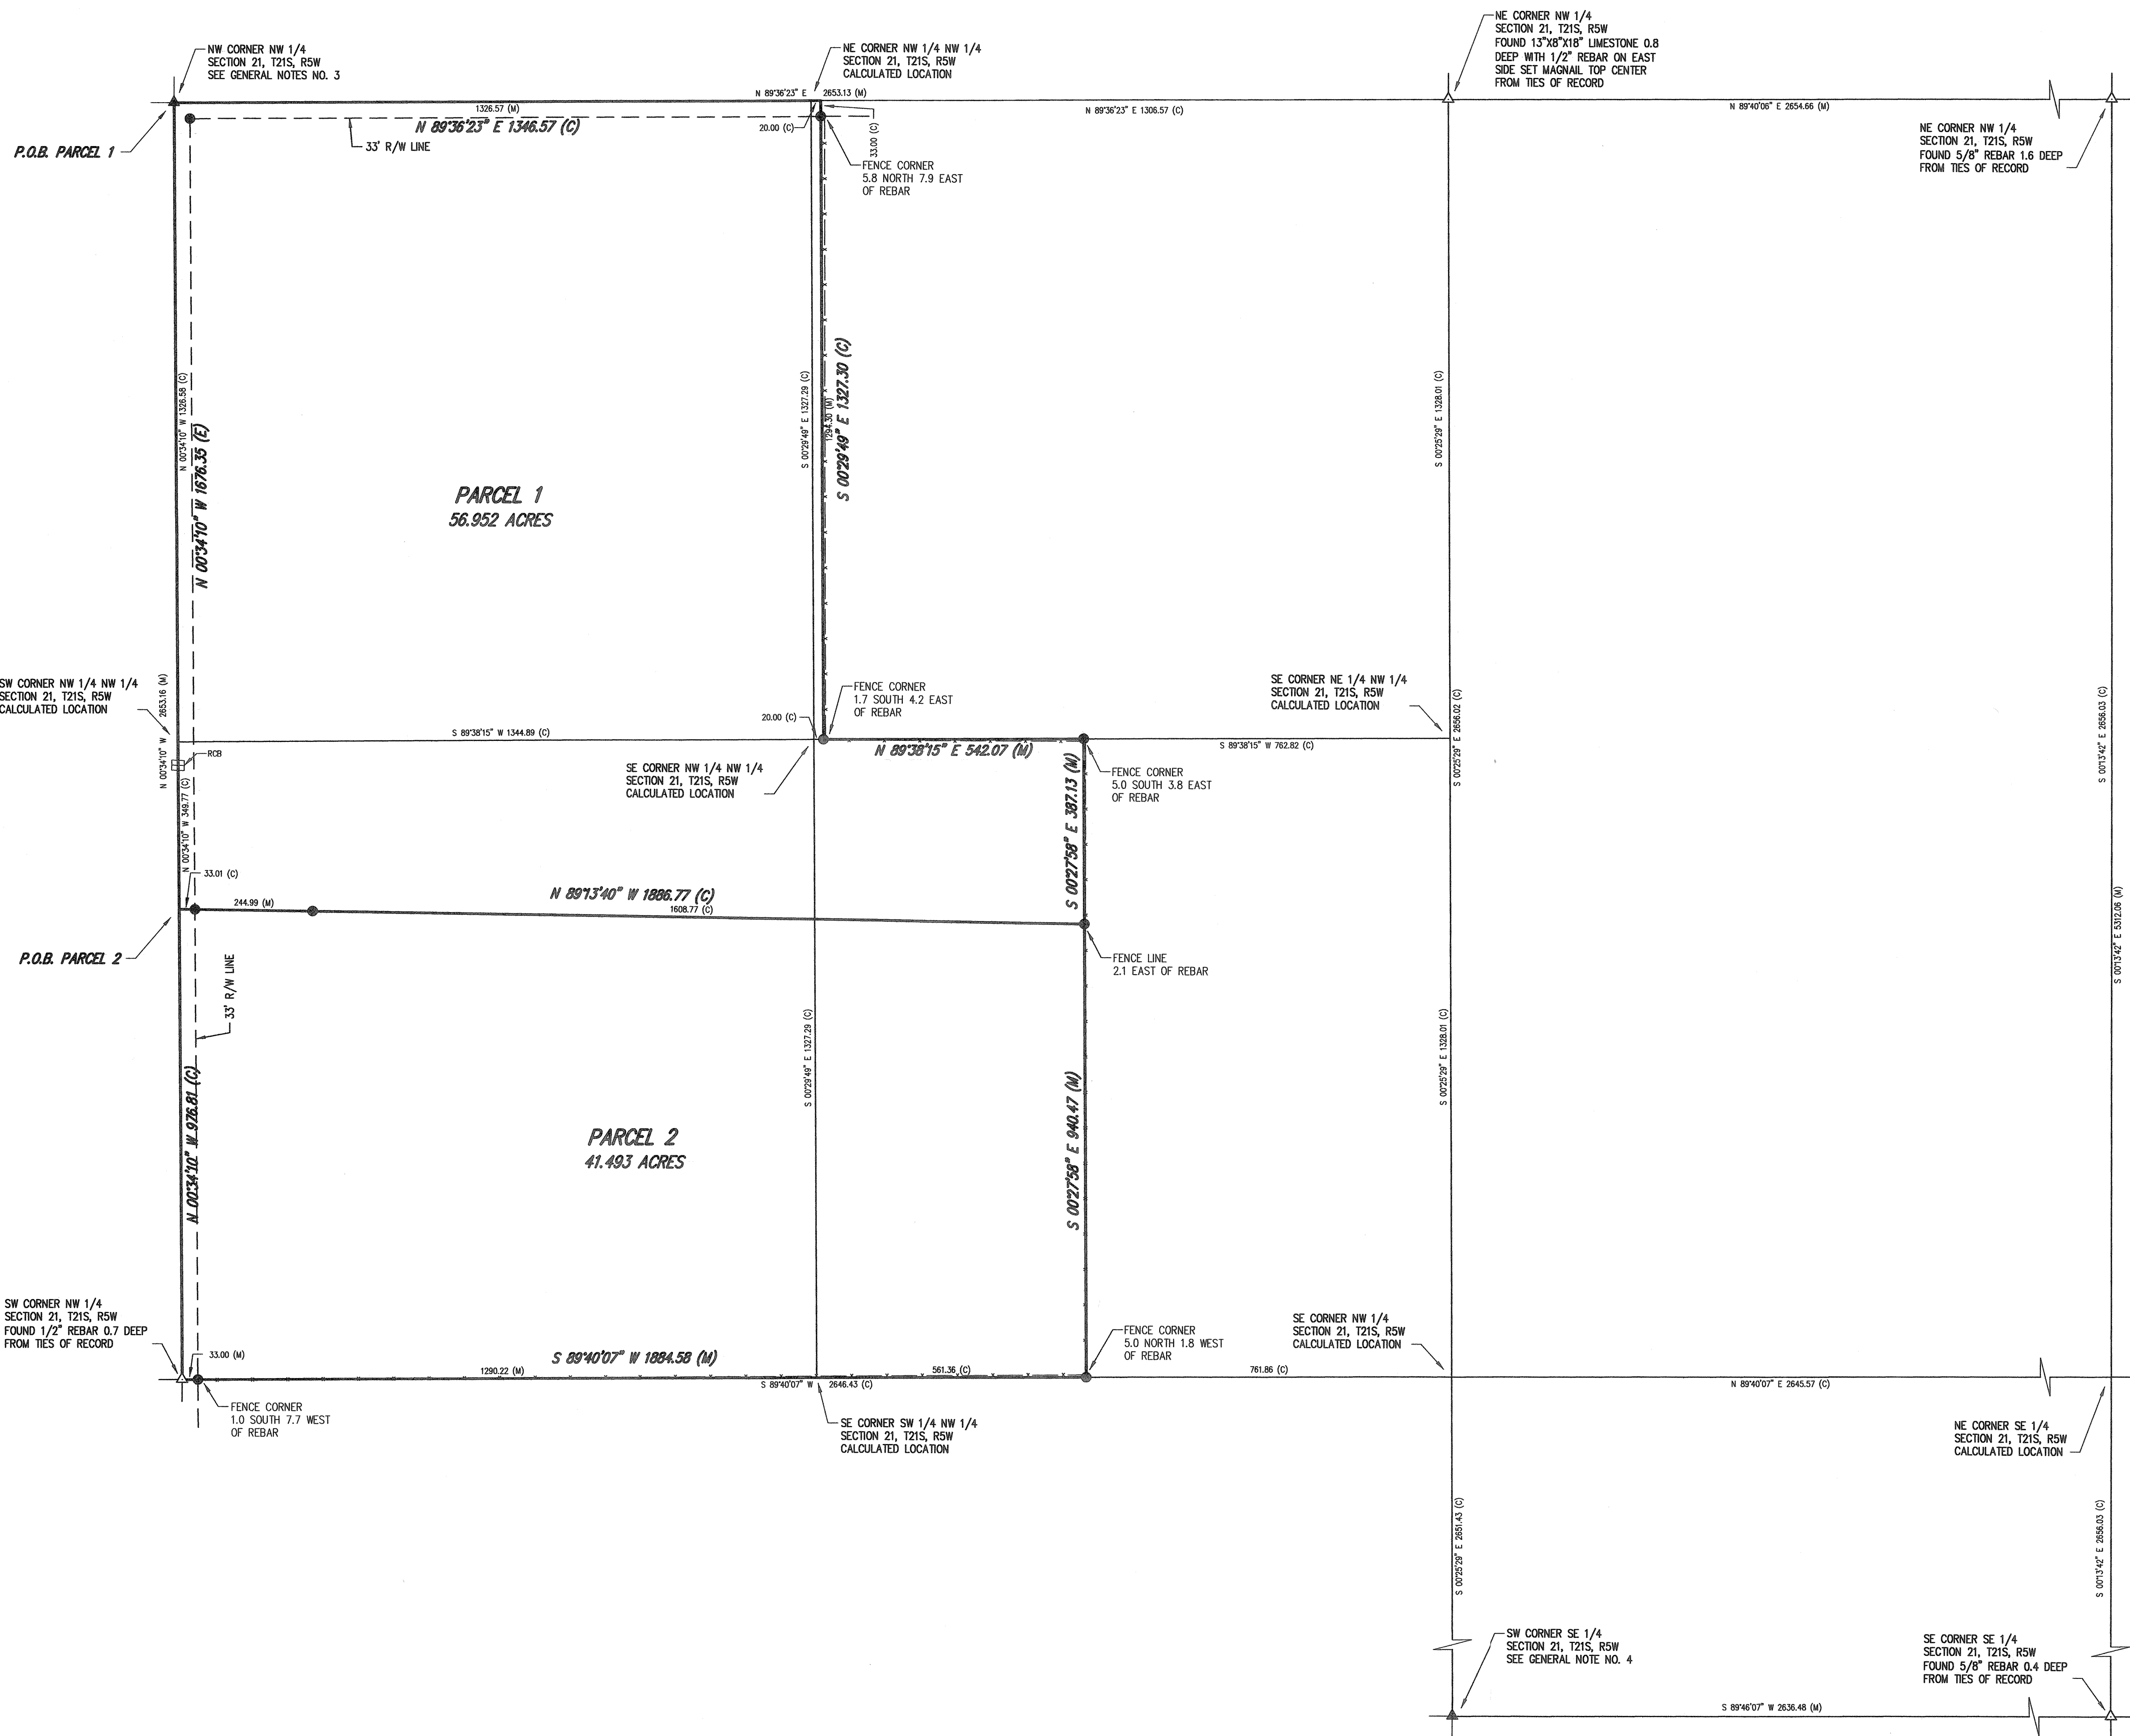 NE CORNER NW 1/4
SECTION 21, T21S, R5W
FOUND 13"X8"X18" LIMESTONE 0.8
DEEP WITH 1/2" REBAR ON EAST
SIDE SET MAGNAIL TOP CENTER
FROM TIES OF RECORD
NW CORNER NW 1/4
SECTION 21, T21S, R5W
SEE GENERAL NOTES NO. 3
NE CORNER NW 1/4 NW 1/4
SECTION 21, T21S, R5W
CALCULATED LOCATION
N 89°36'23" E 2653.13 (M)
1326.57 (M)
N 89°36'23" E 1306.57 (C)
N 89°40'06" E 2654.66 (M)
N 89°36'23" E 1346.57 (C)
20.00 (C)
33.00 (C)
33' R/W LINE
P.O.B. PARCEL 1
NE CORNER NW 1/4
SECTION 21, T21S, R5W
FOUND 5/8" REBAR 1.6 DEEP
FROM TIES OF RECORD
FENCE CORNER
5.8 NORTH 7.9 EAST
OF REBAR
N 00°34'10" W 1326.58 (C)
N 00°34'10" W 1676.35 (E)
S 00°29'49" E 1327.29 (C)
1294.30 (M)
S 00°29'49" E 1327.30 (C)
S 00°25'29" E 1328.01 (C)
PARCEL 1
56.952 ACRES
SW CORNER NW 1/4 NW 1/4
SECTION 21, T21S, R5W
CALCULATED LOCATION
N 00°34'10" W 2653.16 (M)
FENCE CORNER
1.7 SOUTH 4.2 EAST
OF REBAR
20.00 (C)
SE CORNER NE 1/4 NW 1/4
SECTION 21, T21S, R5W
CALCULATED LOCATION
S 00°25'29" E 2656.02 (C)
S 00°13'42" E 2656.03 (C)
S 89°38'15" W 1344.89 (C)
N 89°38'15" E 542.07 (M)
S 89°38'15" W 762.82 (C)
RCB
SE CORNER NW 1/4 NW 1/4
SECTION 21, T21S, R5W
CALCULATED LOCATION
FENCE CORNER
5.0 SOUTH 3.8 EAST
OF REBAR
N 00°34'10" W 349.77 (C)
S 00°27'58" E 387.13 (M)
33.01 (C)
244.99 (M)
N 89°13'40" W 1886.77 (C)
1608.77 (C)
S 00°13'42" E 5312.06 (M)
P.O.B. PARCEL 2
FENCE LINE
2.1 EAST OF REBAR
33' R/W LINE
S 00°29'49" E 1327.29 (C)
S 00°25'29" E 1328.01 (C)
N 00°34'10" W 976.81 (C)
S 00°27'58" E 940.47 (M)
PARCEL 2
41.493 ACRES
SW CORNER NW 1/4
SECTION 21, T21S, R5W
FOUND 1/2" REBAR 0.7 DEEP
FROM TIES OF RECORD
33.00 (M)
S 89°40'07" W 1884.58 (M)
1290.22 (M)
561.36 (C)
761.86 (C)
S 89°40'07" W 2646.43 (C)
N 89°40'07" E 2645.57 (C)
FENCE CORNER
5.0 NORTH 1.8 WEST
OF REBAR
SE CORNER NW 1/4
SECTION 21, T21S, R5W
CALCULATED LOCATION
FENCE CORNER
1.0 SOUTH 7.7 WEST
OF REBAR
SE CORNER SW 1/4 NW 1/4
SECTION 21, T21S, R5W
CALCULATED LOCATION
NE CORNER SE 1/4
SECTION 21, T21S, R5W
CALCULATED LOCATION
S 00°25'29" E 2651.43 (C)
S 00°13'42" E 2656.03 (C)
SW CORNER SE 1/4
SECTION 21, T21S, R5W
SEE GENERAL NOTE NO. 4
SE CORNER SE 1/4
SECTION 21, T21S, R5W
FOUND 5/8" REBAR 0.4 DEEP
FROM TIES OF RECORD
S 89°46'07" W 2636.48 (M)